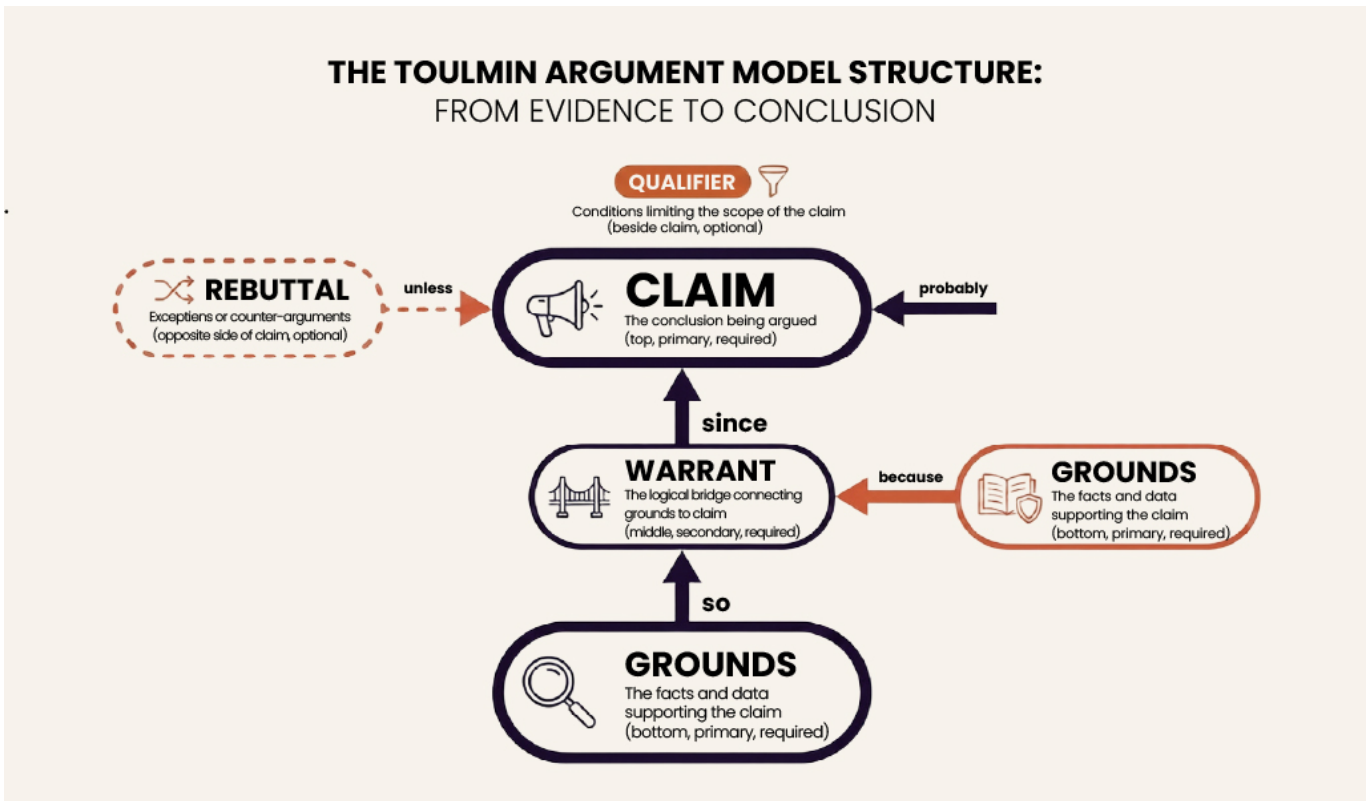 THE TOULMIN ARGUMENT MODEL STRUCTURE:
FROM EVIDENCE TO CONCLUSION
QUALIFIER
Conditions limiting the scope of the claim
(beside claim, optional)
REBUTTAL
Exceptiens or counter-arguments
(opposite side of claim, optional)
unless
CLAIM
The conclusion being argued
(top, primary, required)
probably
since
WARRANT
The logical bridge connecting
grounds to claim
(middle, secondary, required)
because
GROUNDS
The facts and data
supporting the claim
(bottom, primary, required)
so
GROUNDS
The facts and data
supporting the claim
(bottom, primary, required)